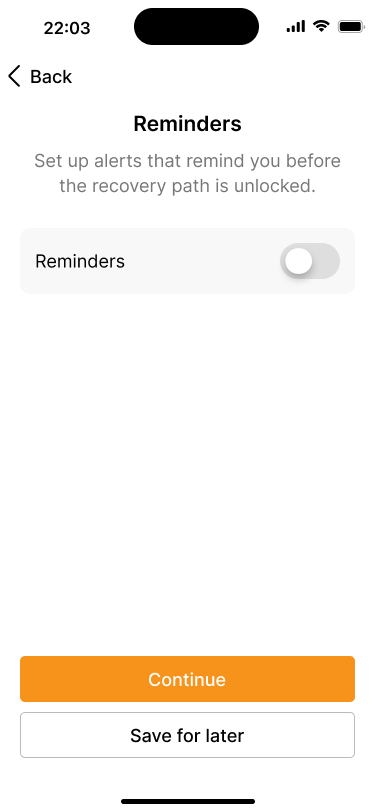 22:03
Back
Reminders
Set up alerts that remind you before
the recovery path is unlocked.
Reminders
Continue
Save for later